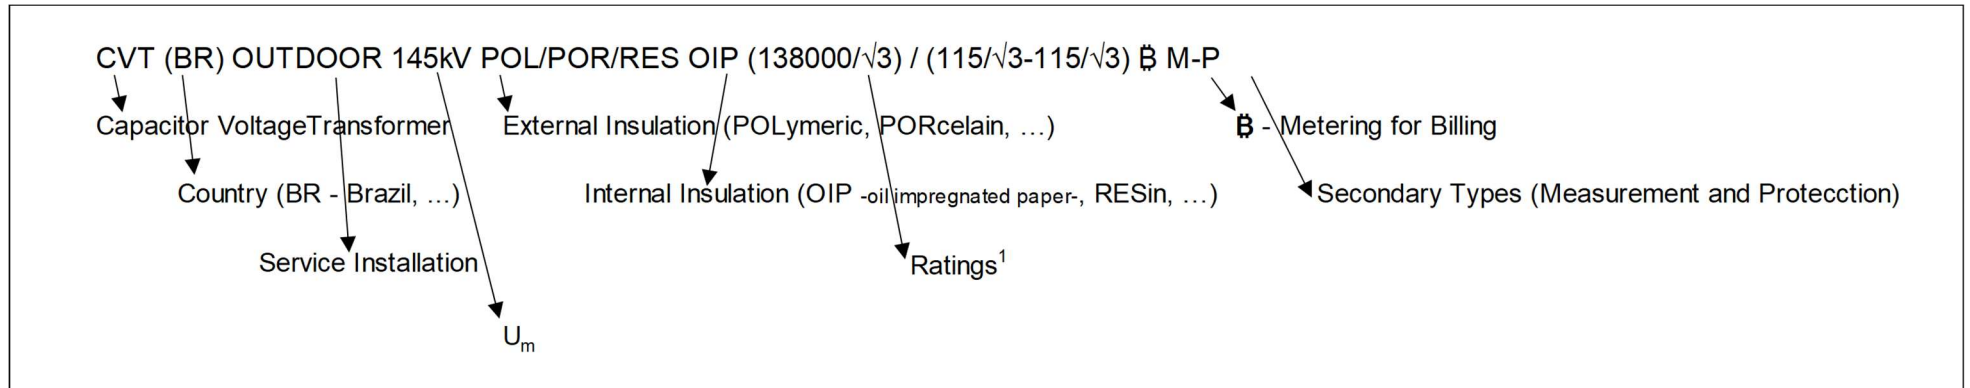 CVT (BR) OUTDOOR 145kV POL/POR/RES OIP (138000/√3) / (115/√3-115/√3) ₿ M-P
Capacitor VoltageTransformer
External Insulation (POLymeric, PORcelain, …)
₿ - Metering for Billing
Country (BR - Brazil, …)
Internal Insulation (OIP -oil impregnated paper-, RESin, …)
Secondary Types (Measurement and Protecction)
Service Installation
Ratings¹
Um